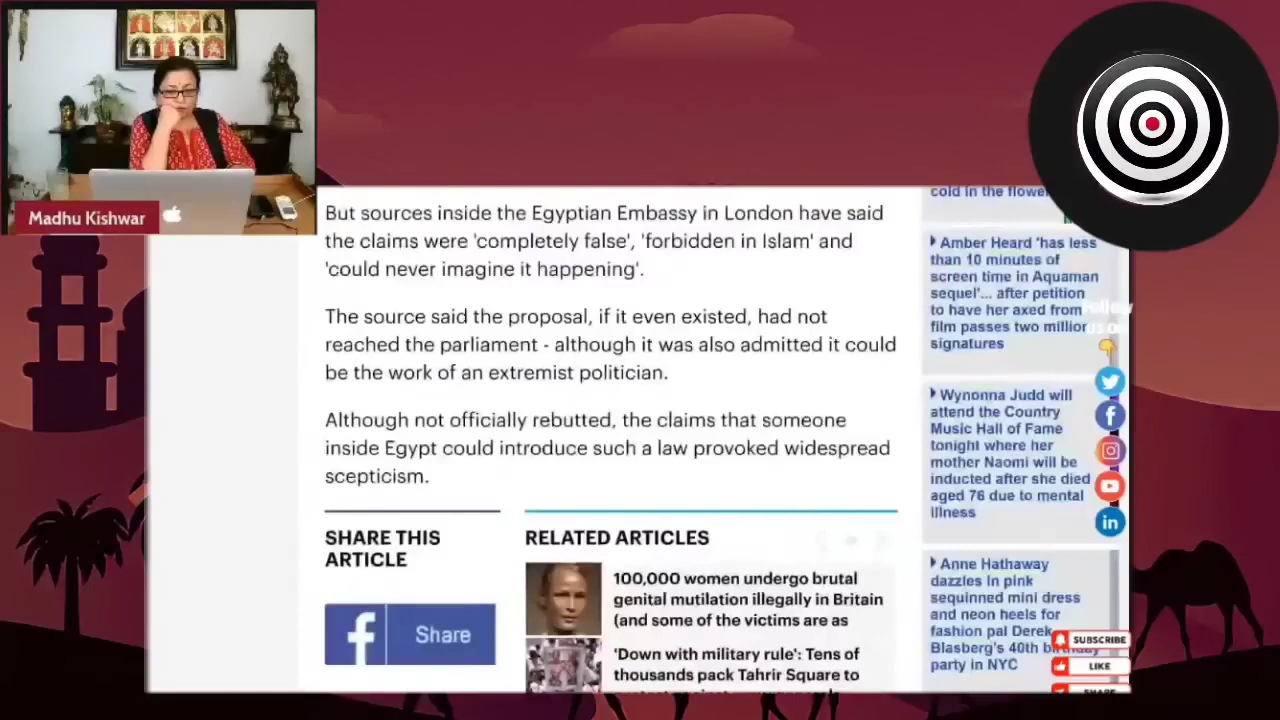 Madhu Kishwar
But sources inside the Egyptian Embassy in London have said
the claims were 'completely false', 'forbidden in Islam' and
'could never imagine it happening'.
The source said the proposal, if it even existed, had not
reached the parliament - although it was also admitted it could
be the work of an extremist politician.
Although not officially rebutted, the claims that someone
inside Egypt could introduce such a law provoked widespread
scepticism.
SHARE THIS
ARTICLE
Share
RELATED ARTICLES
100,000 women undergo brutal
genital mutilation illegally in Britain
(and some of the victims are as
'Down with military rule': Tens of
thousands pack Tahrir Square to
cold in the
Amber Heard 'has less
than 10 minutes of
screen time in Aquaman
sequel'... after petition
to have her axed from
film passes two million
signatures
Wynonna Judd will
attend the Country
Music Hall of Fame
tonight where her
mother Naomi will be
inducted after she died
aged 76 due to mental
illness
Anne Hathaway
dazzles in pink
sequinned mini dress
and neon heels for
fashion pal Derek
Blasberg's 40th birthday
party in NYC
SUBSCRIBE
LIKE